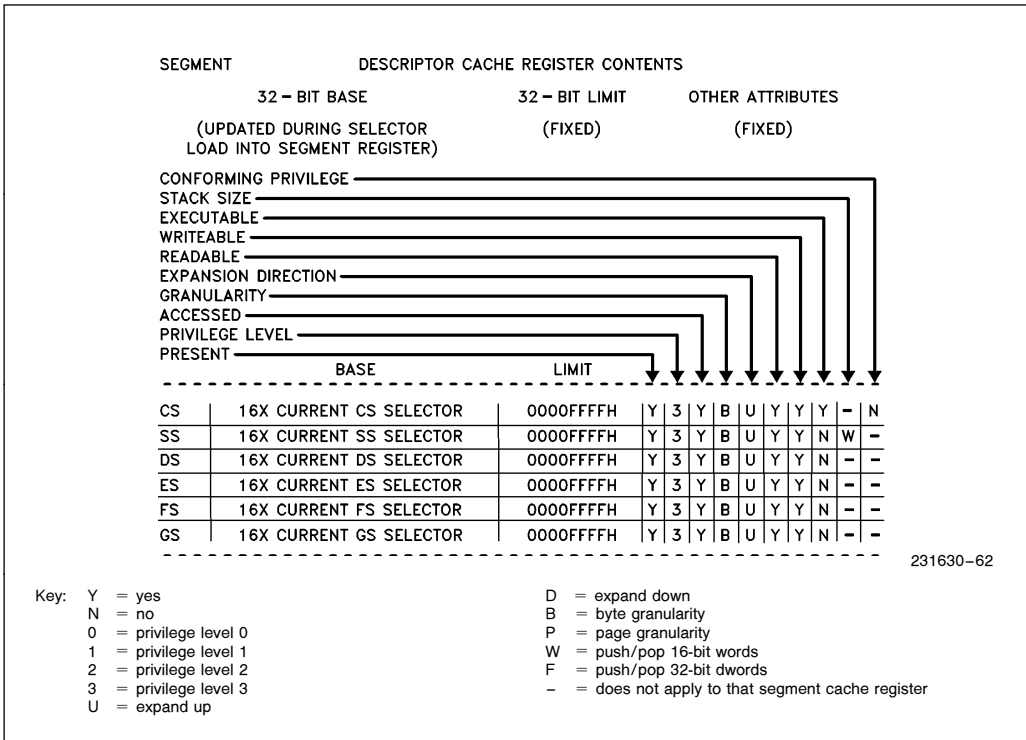 SEGMENT DESCRIPTOR CACHE REGISTER CONTENTS
32 – BIT BASE 32 – BIT LIMIT OTHER ATTRIBUTES
(UPDATED DURING SELECTOR (FIXED) (FIXED)
LOAD INTO SEGMENT REGISTER)
CONFORMING PRIVILEGE
STACK SIZE
EXECUTABLE
WRITEABLE
READABLE
EXPANSION DIRECTION
GRANULARITY
ACCESSED
PRIVILEGE LEVEL
PRESENT
BASE LIMIT
CS 16X CURRENT CS SELECTOR 0000FFFFH Y 3 Y B U Y Y Y – N
SS 16X CURRENT SS SELECTOR 0000FFFFH Y 3 Y B U Y Y N W –
DS 16X CURRENT DS SELECTOR 0000FFFFH Y 3 Y B U Y Y N – –
ES 16X CURRENT ES SELECTOR 0000FFFFH Y 3 Y B U Y Y N – –
FS 16X CURRENT FS SELECTOR 0000FFFFH Y 3 Y B U Y Y N – –
GS 16X CURRENT GS SELECTOR 0000FFFFH Y 3 Y B U Y Y N – –
231630–62
Key: Y = yes
N = no
0 = privilege level 0
1 = privilege level 1
2 = privilege level 2
3 = privilege level 3
U = expand up
D = expand down
B = byte granularity
P = page granularity
W = push/pop 16-bit words
F = push/pop 32-bit dwords
– = does not apply to that segment cache register